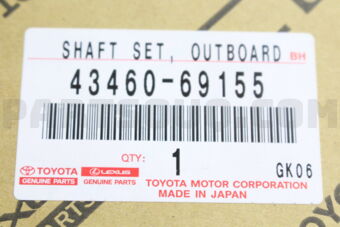 SHAFT SET, OUTBOARD BH
43460-69155
QTY: 1 GK06
TOYOTA LEXUS
GENUINE PARTS GENUINE PARTS
TOYOTA MOTOR CORPORATION
MADE IN JAPAN